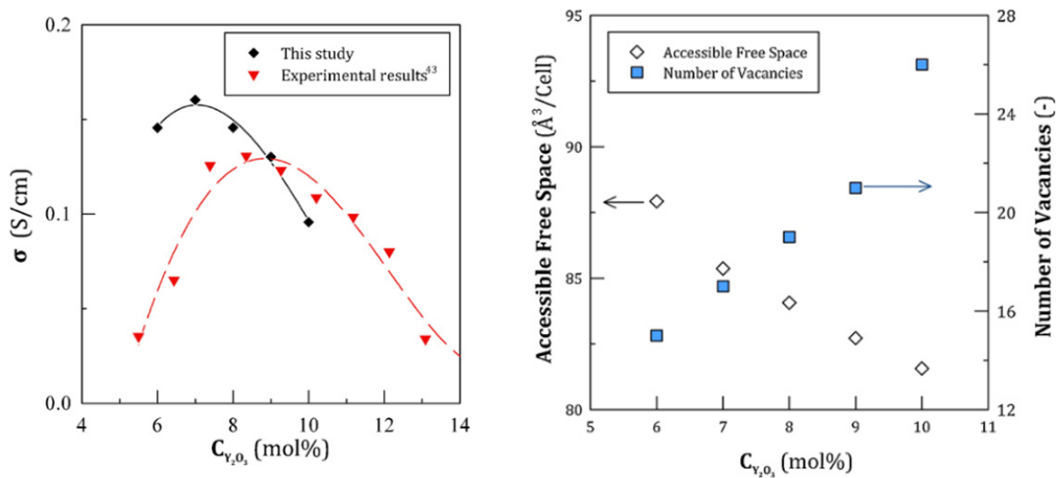 0.2
0.1
0.0
σ (S/cm)
This study
Experimental results⁴³
4 6 8 10 12 14
C_Y₂O₃ (mol%)
95
90
85
80
Accessible Free Space (Å³/Cell)
Accessible Free Space
Number of Vacancies
28
24
20
16
12
Number of Vacancies (-)
5 6 7 8 9 10 11
C_Y₂O₃ (mol%)